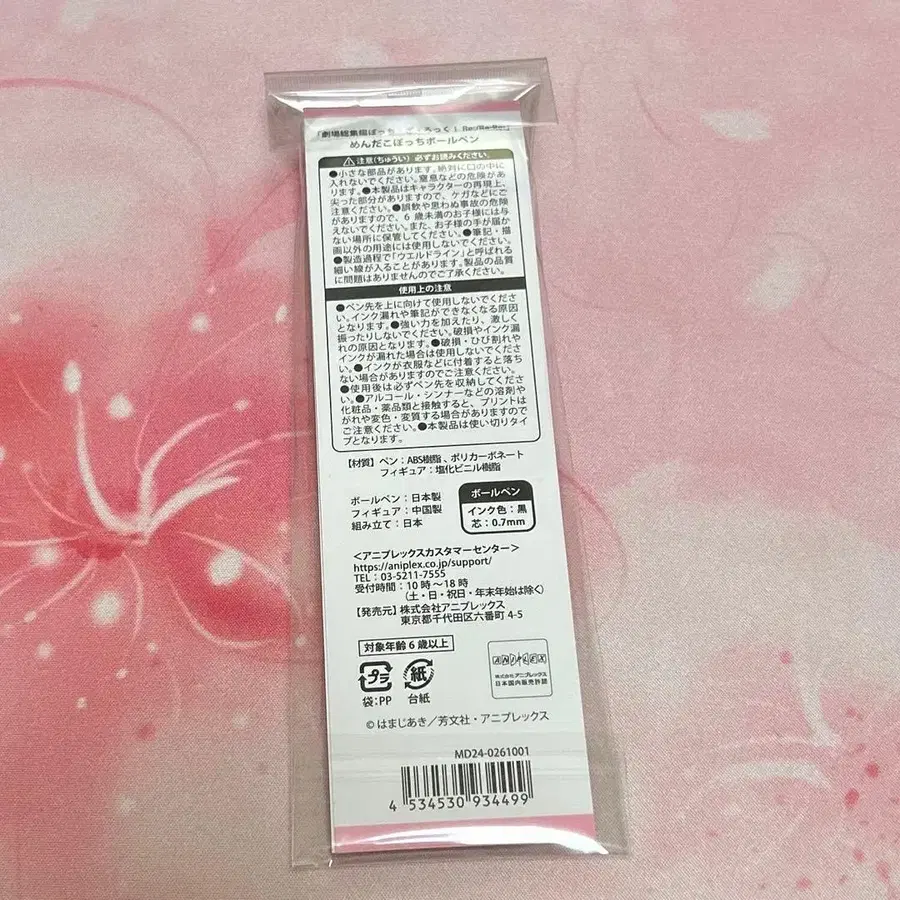 「劇場総集編ぼっち・ざ・ろっく！ Re:/Re:Re:」
めんだこぼっちボールペン
注意(ちゅうい) 必ずお読みください。
●小さな部品があります。絶対に口の中に
入れないでください。窒息などの危険があ
ります。●本製品はキャラクターの再現上、
尖った部分がありますので、ケガなどにご
注意ください。●誤飲や思わぬ事故の危険
がありますので、6歳未満のお子様には与
えないでください。また、お子様の手が届か
ない場所に保管してください。●筆記・描
画以外の用途には使用しないでください。
●製造過程で「ウエルドライン」と呼ばれる
細い線が入ることがあります。製品の品質
に問題はありませんのでご了承ください。
使用上の注意
●ペン先を上に向けて使用しないでくださ
い。インク漏れや筆記ができなくなる原因
となります。●強い力を加えたり、激しく
振ったりしないでください。破損やインク漏
れの原因となります。●破損・ひび割れや
インクが漏れた場合は使用しないでくださ
い。●インクが衣服などに付着すると落ち
ない場合がありますのでご注意ください。
●使用後は必ずペン先を収納してくださ
い。●アルコール・シンナーなどの溶剤や
化粧品・薬品類と接触すると、プリントは
がれや変色・変質する場合がありますので
ご注意ください。●本製品は使い切りタイ
プとなります。
【材質】ペン：ABS樹脂、ポリカーボネート
フィギュア：塩化ビニル樹脂
ボールペン：日本製
フィギュア：中国製
組み立て：日本
ボールペン
インク色：黒
芯：0.7mm
＜アニプレックスカスタマーセンター＞
https://aniplex.co.jp/support/
TEL：03-5211-7555
受付時間：10時～18時
（土・日・祝日・年末年始は除く）
【発売元】株式会社アニプレックス
東京都千代田区六番町4-5
対象年齢6歳以上
プラ
袋：PP
紙
台紙
ANIPLEX
株式会社アニプレックス
日本国内販売許諾
©はまじあき／芳文社・アニプレックス
MD24-0261001
4 534530 934499